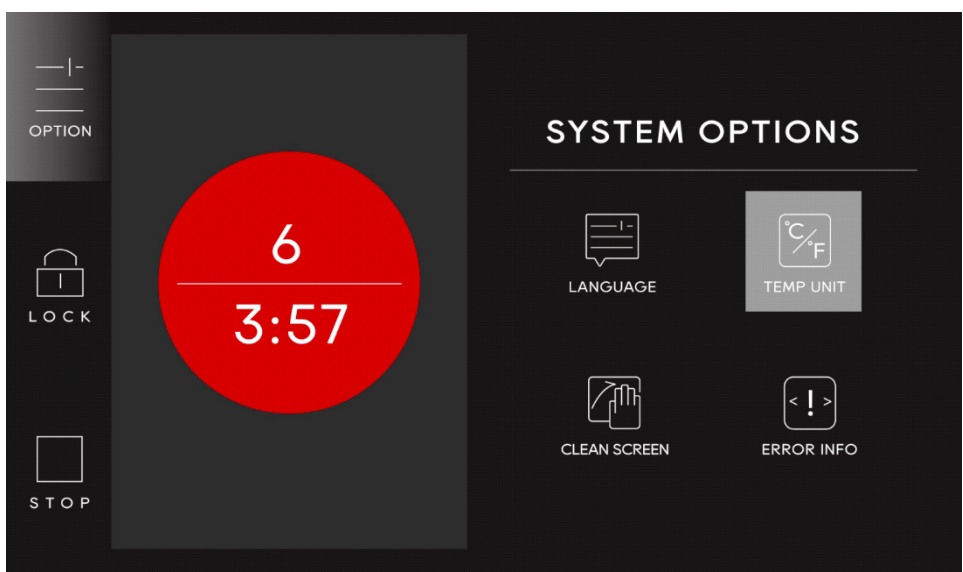 OPTION
LOCK
STOP
6
3:57
SYSTEM OPTIONS
LANGUAGE
°C/°F
TEMP UNIT
CLEAN SCREEN
<!>
ERROR INFO